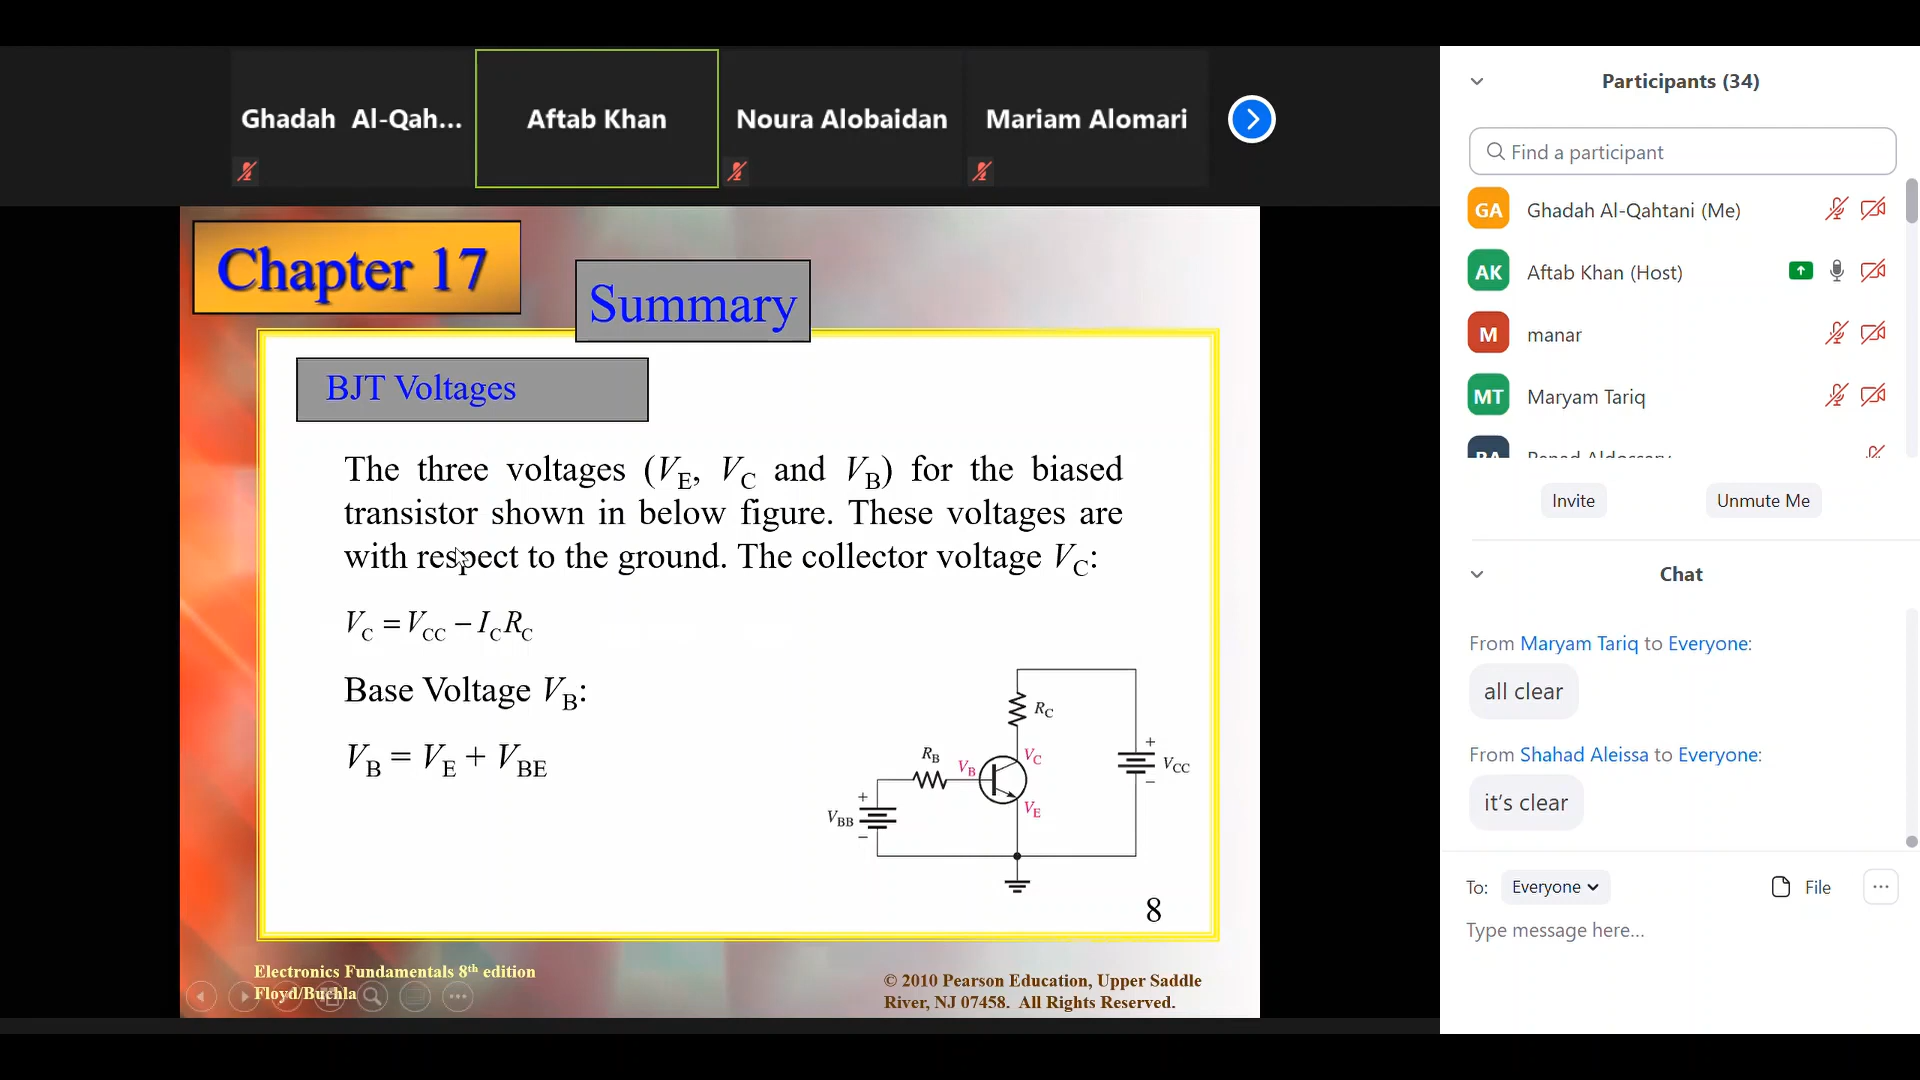 Ghadah Al-Qah...
Aftab Khan
Noura Alobaidan
Mariam Alomari
Chapter 17
Summary
BJT Voltages
The three voltages (VE, VC and VB) for the biased
transistor shown in below figure. These voltages are
with respect to the ground. The collector voltage VC:
VC = VCC − ICRC
Base Voltage VB:
VB = VE + VBE
RC
RB
VB
VC
VE
+
VCC
−
+
VBB
−
8
Electronics Fundamentals 8th edition
Floyd/Buchla
© 2010 Pearson Education, Upper Saddle
River, NJ 07458. All Rights Reserved.
Participants (34)
Find a participant
GA Ghadah Al-Qahtani (Me)
AK Aftab Khan (Host)
M manar
MT Maryam Tariq
Invite
Unmute Me
Chat
From Maryam Tariq to Everyone:
all clear
From Shahad Aleissa to Everyone:
it’s clear
To: Everyone
File
...
Type message here...